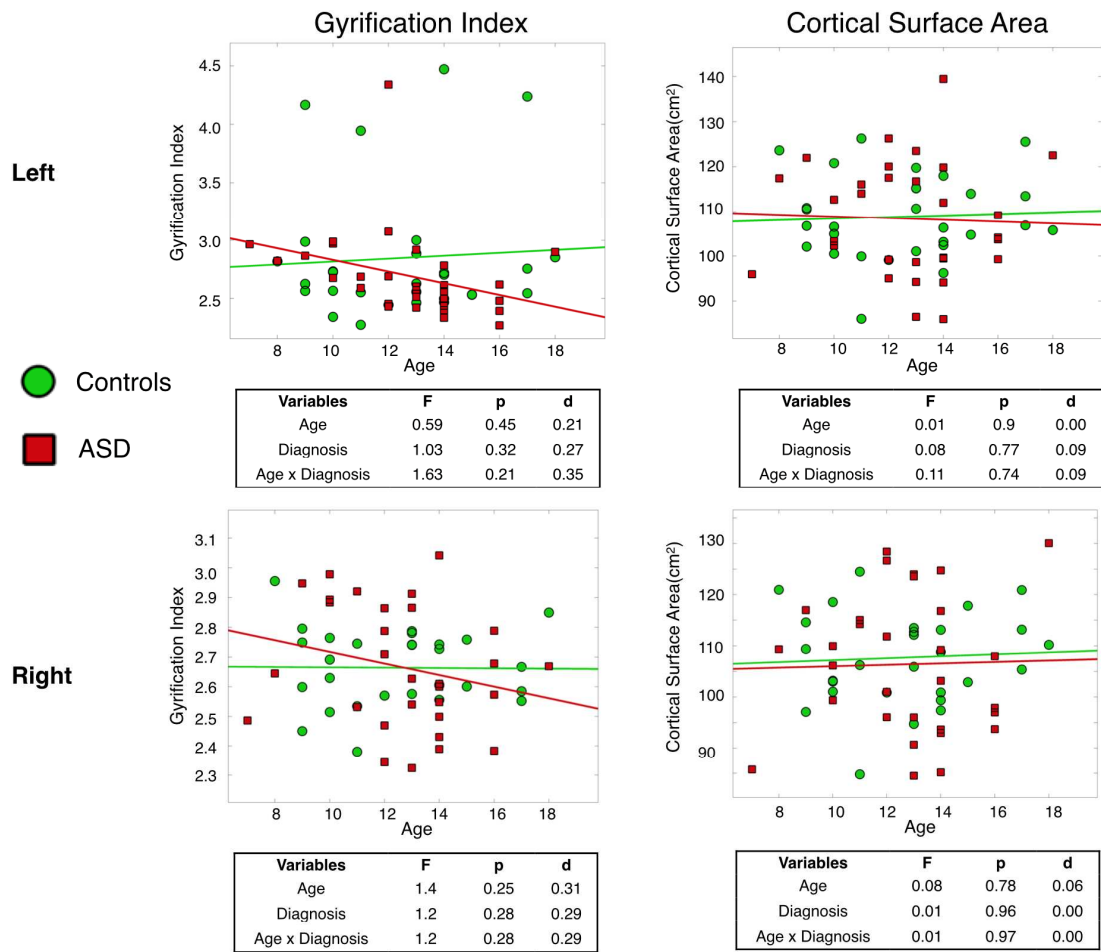 Gyrification Index
Cortical Surface Area
Left
Gyrification Index
4.5
4.0
3.5
3.0
2.5
8 10 12 14 16 18
Age
Cortical Surface Area(cm²)
140
130
120
110
100
90
8 10 12 14 16 18
Age
Controls
ASD
Variables F p d
Age 0.59 0.45 0.21
Diagnosis 1.03 0.32 0.27
Age x Diagnosis 1.63 0.21 0.35
Variables F p d
Age 0.01 0.9 0.00
Diagnosis 0.08 0.77 0.09
Age x Diagnosis 0.11 0.74 0.09
Right
Gyrification Index
3.1
3.0
2.9
2.8
2.7
2.6
2.5
2.4
2.3
8 10 12 14 16 18
Age
Cortical Surface Area(cm²)
130
120
110
100
90
8 10 12 14 16 18
Age
Variables F p d
Age 1.4 0.25 0.31
Diagnosis 1.2 0.28 0.29
Age x Diagnosis 1.2 0.28 0.29
Variables F p d
Age 0.08 0.78 0.06
Diagnosis 0.01 0.96 0.00
Age x Diagnosis 0.01 0.97 0.00